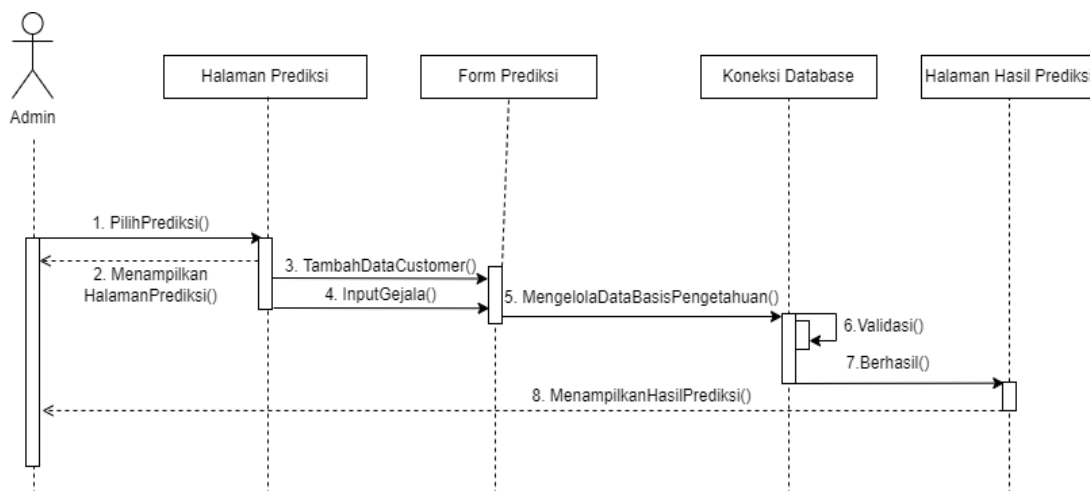 Halaman Prediksi
Form Prediksi
Koneksi Database
Halaman Hasil Prediksi
Admin
1. PilihPrediksi()
2. Menampilkan
HalamanPrediksi()
3. TambahDataCustomer()
4. InputGejala()
5. MengelolaDataBasisPengetahuan()
6.Validasi()
7.Berhasil()
8. MenampilkanHasilPrediksi()